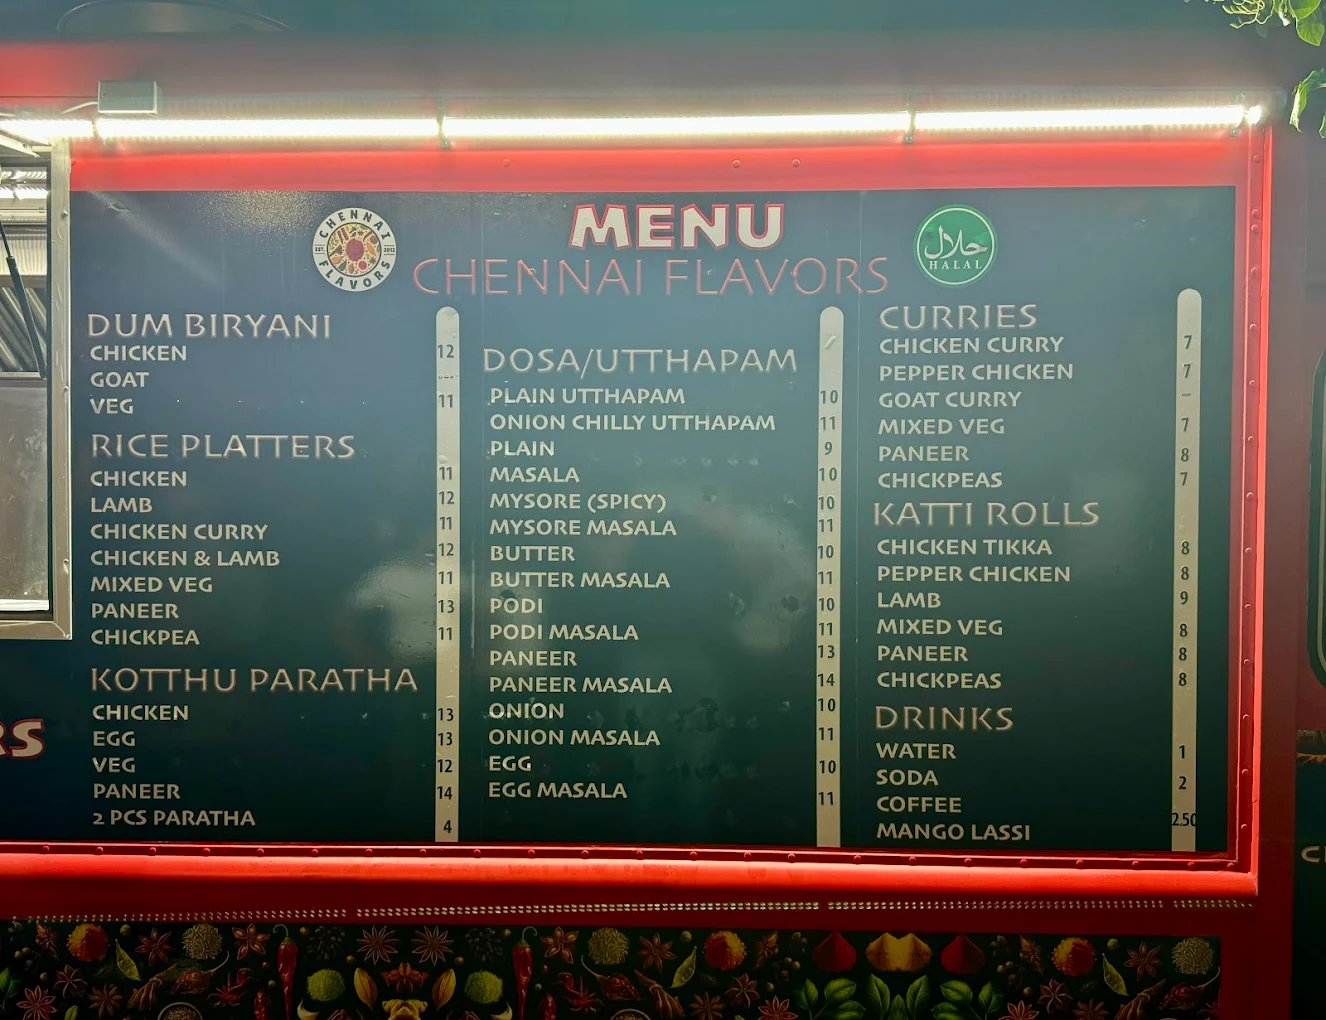 MENU
CHENNAI FLAVORS
CHENNAI FLAVORS
EST. 2012
حلال
HALAL
DUM BIRYANI
CHICKEN 12
GOAT
VEG 11
RICE PLATTERS
CHICKEN 11
LAMB 12
CHICKEN CURRY 11
CHICKEN & LAMB 12
MIXED VEG 11
PANEER 13
CHICKPEA 11
KOTTHU PARATHA
CHICKEN 13
EGG 13
VEG 12
PANEER 14
2 PCS PARATHA 4
DOSA/UTTHAPAM
PLAIN UTTHAPAM 10
ONION CHILLY UTTHAPAM 11
PLAIN 9
MASALA 10
MYSORE (SPICY) 10
MYSORE MASALA 11
BUTTER 10
BUTTER MASALA 11
PODI 10
PODI MASALA 11
PANEER 13
PANEER MASALA 14
ONION 10
ONION MASALA 11
EGG 10
EGG MASALA 11
CURRIES
CHICKEN CURRY 7
PEPPER CHICKEN 7
GOAT CURRY –
MIXED VEG 7
PANEER 8
CHICKPEAS 7
KATTI ROLLS
CHICKEN TIKKA 8
PEPPER CHICKEN 8
LAMB 9
MIXED VEG 8
PANEER 8
CHICKPEAS 8
DRINKS
WATER 1
SODA 2
COFFEE 2.50
MANGO LASSI
RS